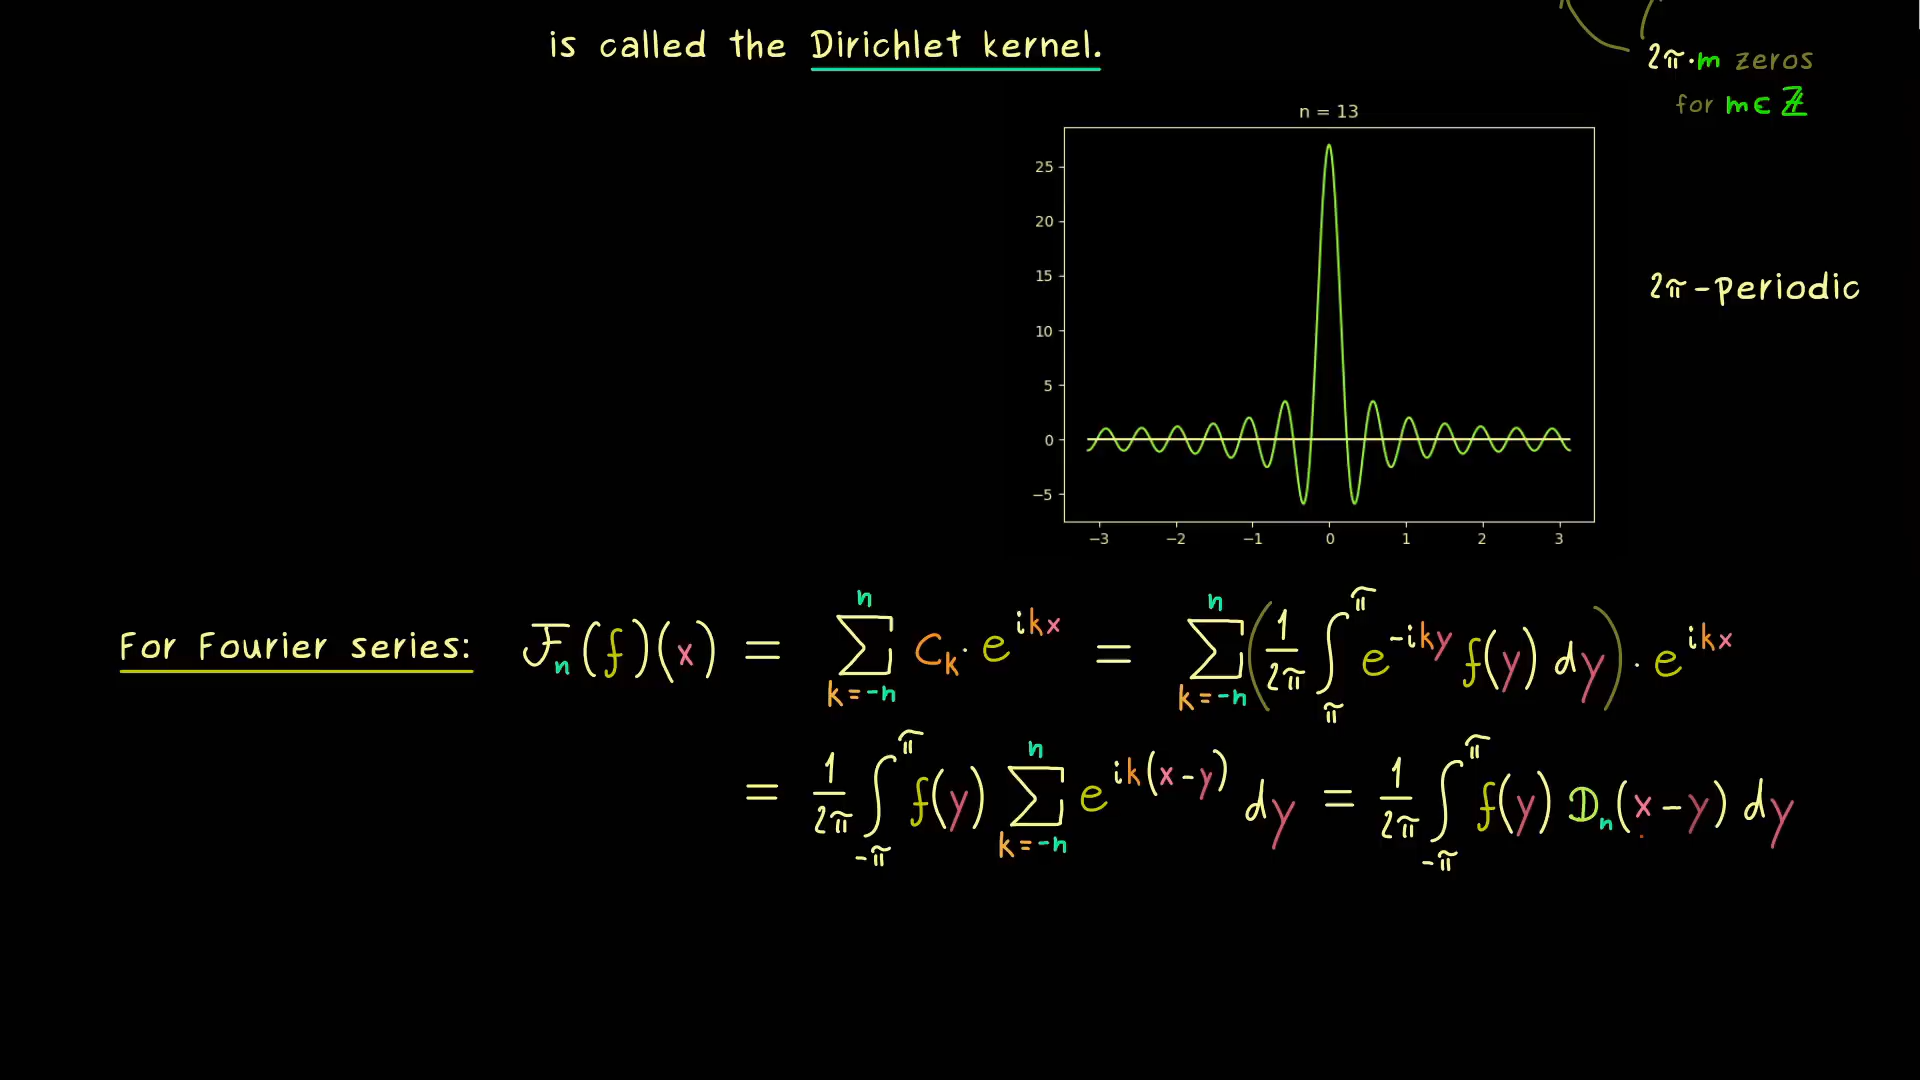 is called the Dirichlet kernel.
2π·m zeros
for m∈ℤ
n = 13
25
20
15
10
5
0
−5
−3 −2 −1 0 1 2 3
2π-periodic
For Fourier series: ℱₙ(f)(x) = ∑_{k=-n}^{n} c_k · e^{ikx} = ∑_{k=-n}^{n} (1/2π ∫_{π}^{π} e^{-iky} f(y) dy) · e^{ikx}
= 1/2π ∫_{-π}^{π} f(y) ∑_{k=-n}^{n} e^{ik(x-y)} dy = 1/2π ∫_{-π}^{π} f(y) Dₙ(x-y) dy